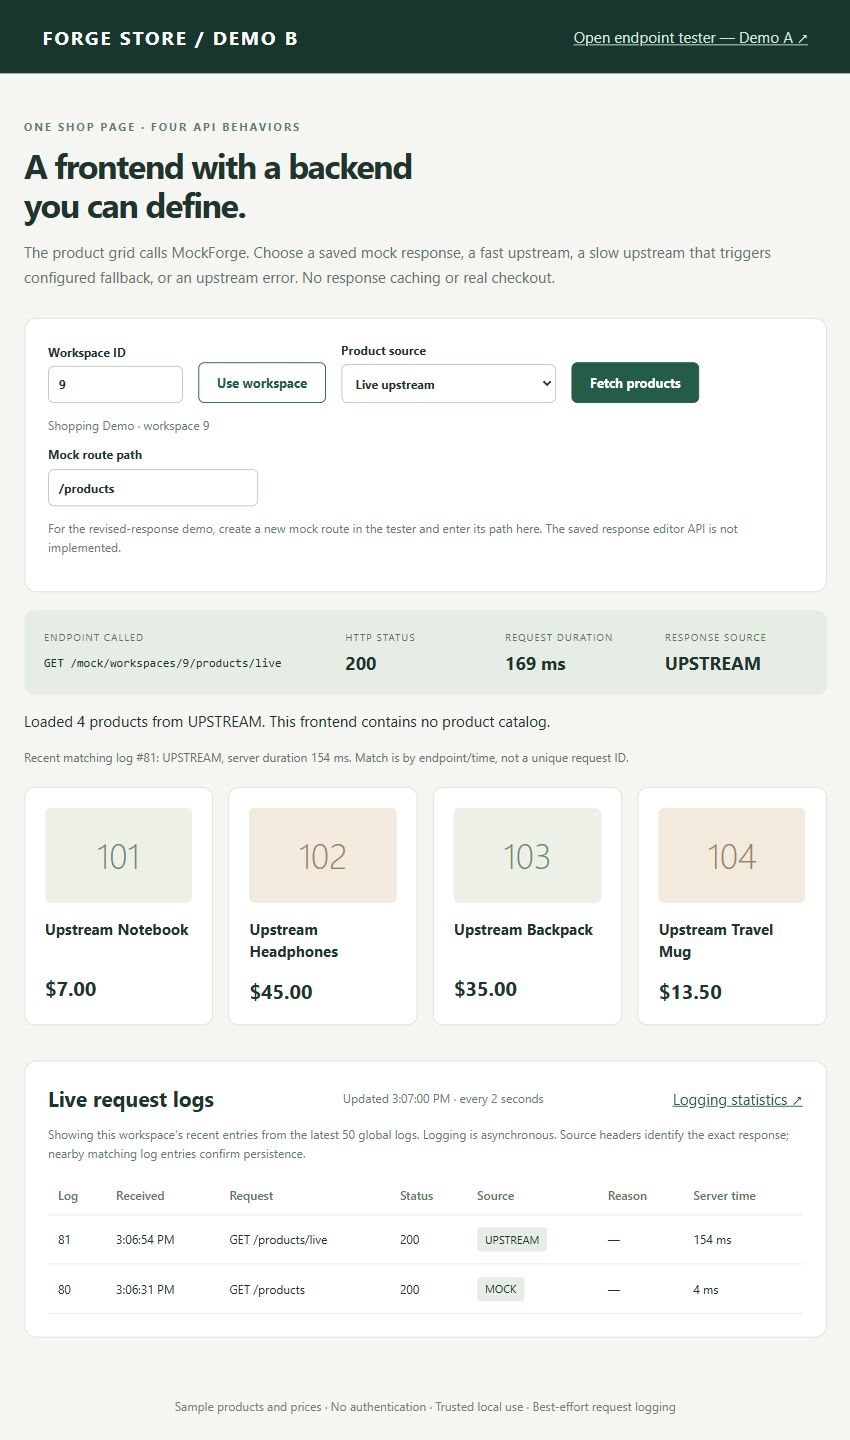 FORGE STORE / DEMO B
Open endpoint tester — Demo A ↗
ONE SHOP PAGE · FOUR API BEHAVIORS
A frontend with a backend
you can define.
The product grid calls MockForge. Choose a saved mock response, a fast upstream, a slow upstream that triggers
configured fallback, or an upstream error. No response caching or real checkout.
Workspace ID
9
Use workspace
Product source
Live upstream
Fetch products
Shopping Demo · workspace 9
Mock route path
/products
For the revised-response demo, create a new mock route in the tester and enter its path here. The saved response editor API is not
implemented.
ENDPOINT CALLED
GET /mock/workspaces/9/products/live
HTTP STATUS
200
REQUEST DURATION
169 ms
RESPONSE SOURCE
UPSTREAM
Loaded 4 products from UPSTREAM. This frontend contains no product catalog.
Recent matching log #81: UPSTREAM, server duration 154 ms. Match is by endpoint/time, not a unique request ID.
101
Upstream Notebook
$7.00
102
Upstream
Headphones
$45.00
103
Upstream Backpack
$35.00
104
Upstream Travel
Mug
$13.50
Live request logs
Updated 3:07:00 PM · every 2 seconds
Logging statistics ↗
Showing this workspace's recent entries from the latest 50 global logs. Logging is asynchronous. Source headers identify the exact response;
nearby matching log entries confirm persistence.
Log Received Request Status Source Reason Server time
81 3:06:54 PM GET /products/live 200 UPSTREAM — 154 ms
80 3:06:31 PM GET /products 200 MOCK — 4 ms
Sample products and prices · No authentication · Trusted local use · Best-effort request logging